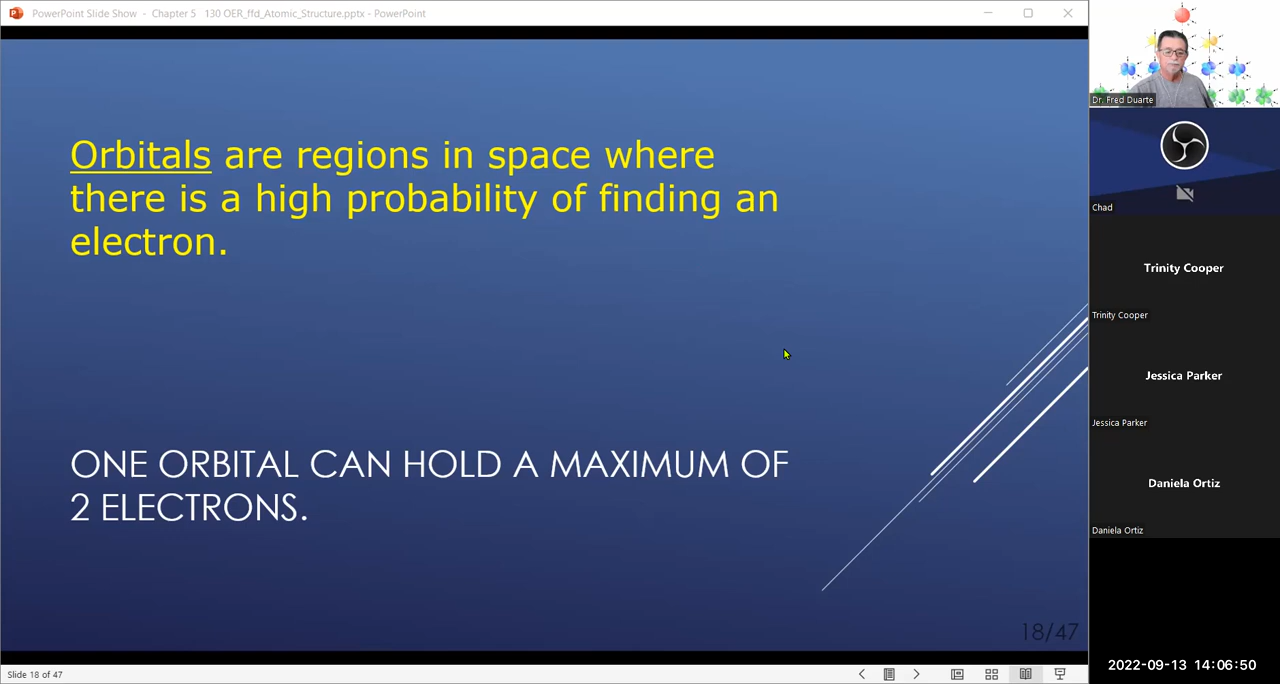 PowerPoint Slide Show - Chapter 5 130 OER_ffd_Atomic_Structure.pptx - PowerPoint
Orbitals are regions in space where
there is a high probability of finding an
electron.
ONE ORBITAL CAN HOLD A MAXIMUM OF
2 ELECTRONS.
18/47
Slide 18 of 47
Dr. Fred Duarte
Chad
Trinity Cooper
Trinity Cooper
Jessica Parker
Jessica Parker
Daniela Ortiz
Daniela Ortiz
2022-09-13 14:06:50